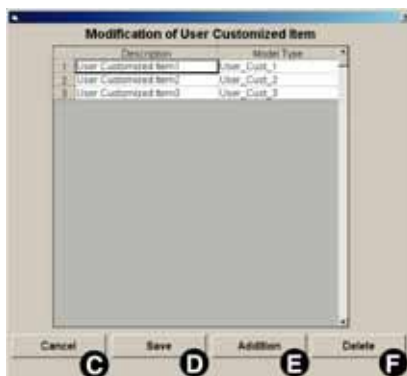 Modification of User Customized Item
Description Model Type
1 User Customized Item1 User_Cust_1
2 User Customized Item2 User_Cust_2
3 User Customized Item3 User_Cust_3
Cancel Save Addition Delete
C D E F